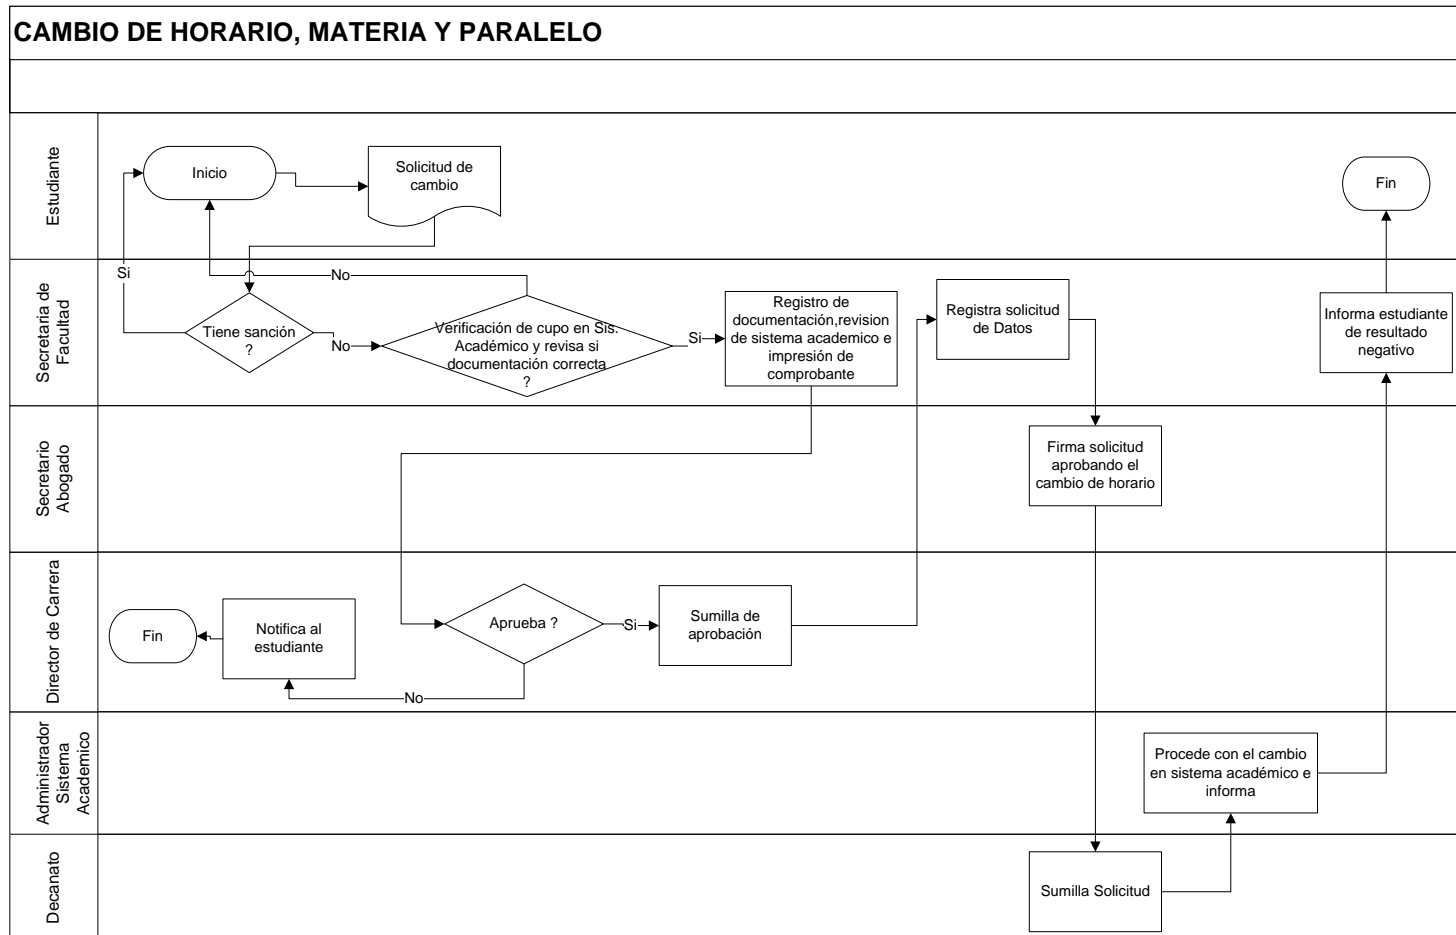 CAMBIO DE HORARIO, MATERIA Y PARALELO
Estudiante
Inicio
Solicitud de
cambio
Fin
Secretaria de
Facultad
Si
No
Tiene sanción
?
No
Verificación de cupo en Sis.
Académico y revisa si
documentación correcta
?
Si
Registro de
documentación,revision
de sistema academico e
impresión de
comprobante
Registra solicitud
de Datos
Informa estudiante
de resultado
negativo
Secretario
Abogado
Firma solicitud
aprobando el
cambio de horario
Director de Carrera
Fin
Notifica al
estudiante
No
Aprueba ?
Si
Sumilla de
aprobación
Administrador
Sistema
Academico
Procede con el cambio
en sistema académico e
informa
Decanato
Sumilla Solicitud